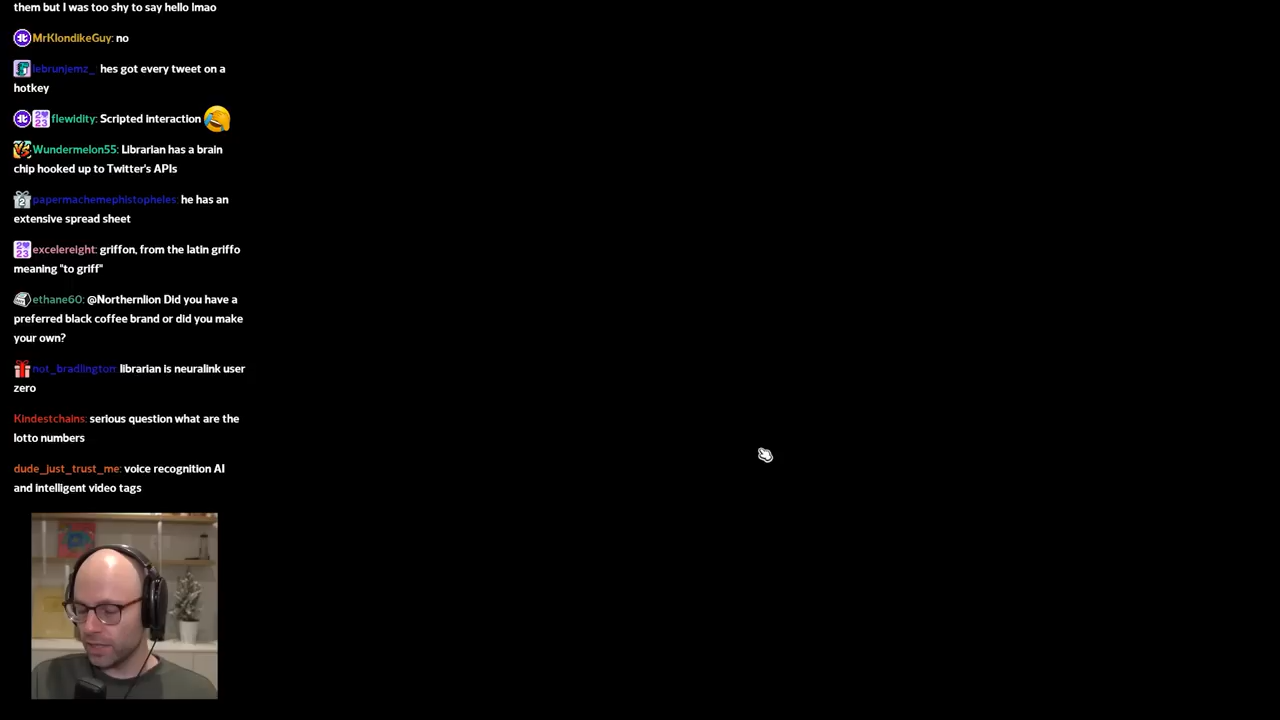 them but I was too shy to say hello lmao
MrKlondikeGuy: no
lebrunjemz_: hes got every tweet on a
hotkey
flewidity: Scripted interaction
Wundermelon55: Librarian has a brain
chip hooked up to Twitter's APIs
papermachemephistopheles: he has an
extensive spread sheet
excelereight: griffon, from the latin griffo
meaning "to griff"
ethane60: @Northernlion Did you have a
preferred black coffee brand or did you make
your own?
not_bradlington: librarian is neuralink user
zero
Kindestchains: serious question what are the
lotto numbers
dude_just_trust_me: voice recognition AI
and intelligent video tags